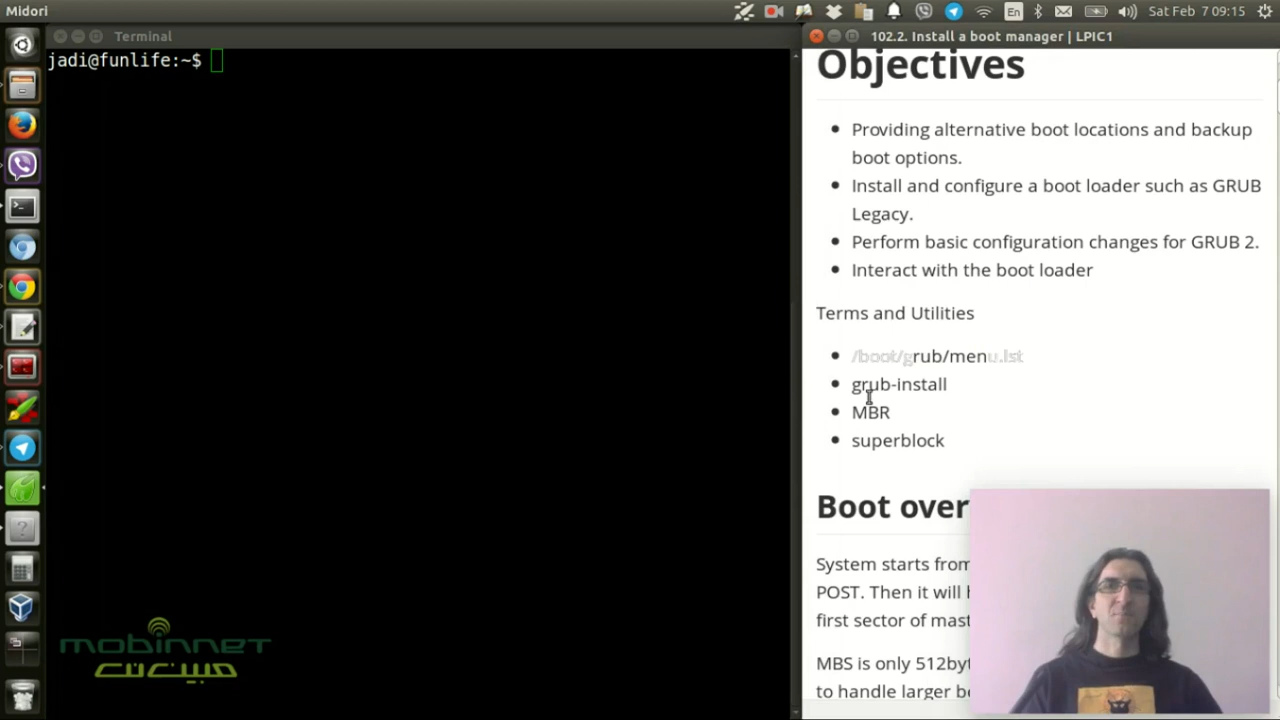 Midori
En
Sat Feb 7 09:15
Terminal
102.2. Install a boot manager | LPIC1
jadi@funlife:~$
Objectives
Providing alternative boot locations and backup
boot options.
Install and configure a boot loader such as GRUB
Legacy.
Perform basic configuration changes for GRUB 2.
Interact with the boot loader
Terms and Utilities
/boot/grub/menu.lst
grub-install
MBR
superblock
Boot over
System starts from
POST. Then it will
first sector of mast
MBS is only 512byt
to handle larger bo
mobinnet
مبین‌نت